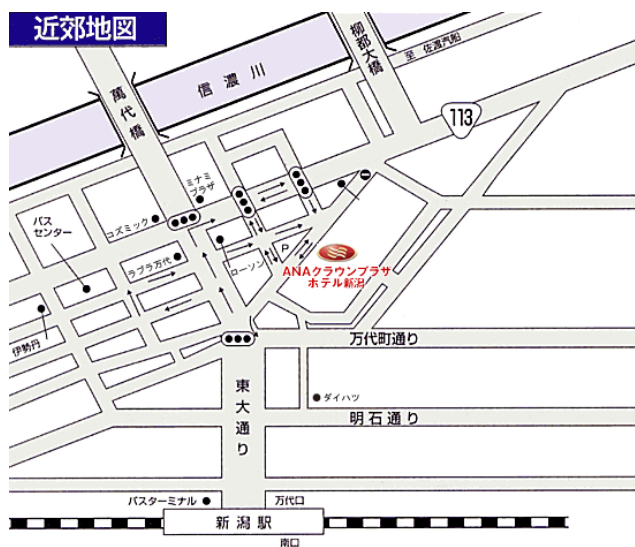 近郊地図
柳都大橋
至 佐渡汽船
信濃川
萬代橋
113
ミナミ
プラザ
コズミック
バス
センター
ラブラ万代
ローソン
P
ANAクラウンプラザ
ホテル新潟
伊勢丹
万代町通り
東大通り
ダイハツ
明石通り
バスターミナル
万代口
新潟駅
南口